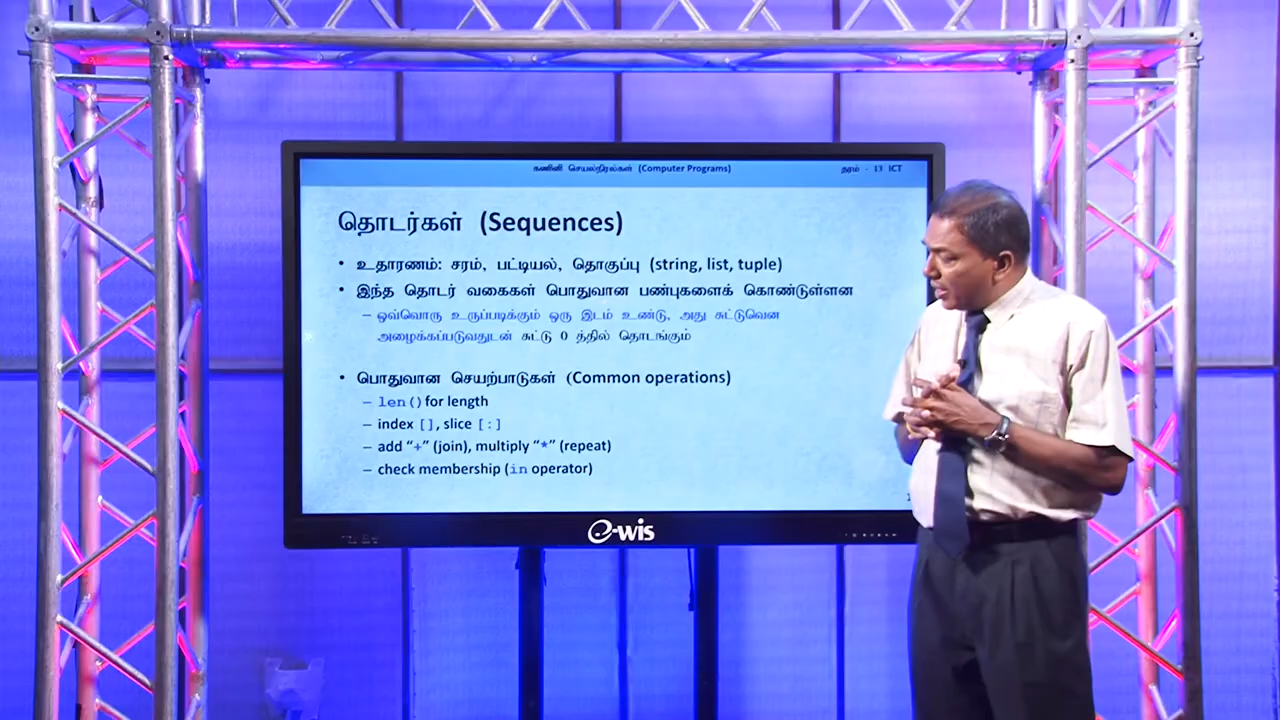 கணினி செயல்நிரல்கள் (Computer Programs) தரம் - 13 ICT
தொடர்கள் (Sequences)
• உதாரணம்: சரம், பட்டியல், தொகுப்பு (string, list, tuple)
• இந்த தொடர் வகைகள் பொதுவான பண்புகளைக் கொண்டுள்ளன
– ஒவ்வொரு உருப்படிக்கும் ஒரு இடம் உண்டு, அது சுட்டுவென
அழைக்கப்படுவதுடன் சுட்டு 0 த்தில் தொடங்கும்
• பொதுவான செயற்பாடுகள் (Common operations)
– len() for length
– index [], slice [:]
– add “+” (join), multiply “*” (repeat)
– check membership (in operator)
e-wis